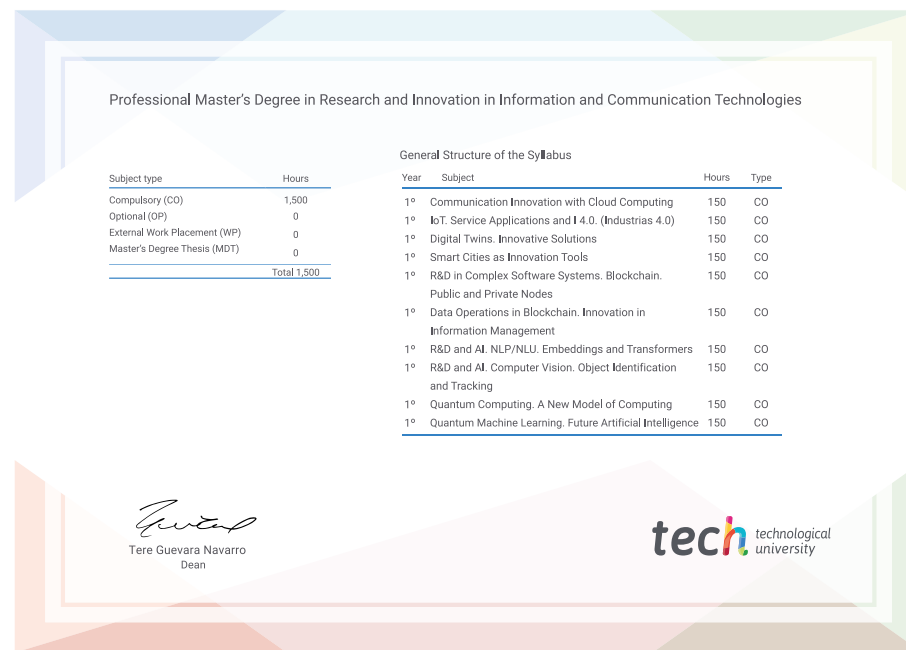 Professional Master's Degree in Research and Innovation in Information and Communication Technologies
General Structure of the Syllabus
Subject type Hours
Compulsory (CO) 1,500
Optional (OP) 0
External Work Placement (WP) 0
Master's Degree Thesis (MDT) 0
Total 1,500
Year Subject Hours Type
1º Communication Innovation with Cloud Computing 150 CO
1º IoT. Service Applications and I 4.0. (Industrias 4.0) 150 CO
1º Digital Twins. Innovative Solutions 150 CO
1º Smart Cities as Innovation Tools 150 CO
1º R&D in Complex Software Systems. Blockchain. 150 CO
Public and Private Nodes
1º Data Operations in Blockchain. Innovation in 150 CO
Information Management
1º R&D and AI. NLP/NLU. Embeddings and Transformers 150 CO
1º R&D and AI. Computer Vision. Object Identification 150 CO
and Tracking
1º Quantum Computing. A New Model of Computing 150 CO
1º Quantum Machine Learning. Future Artificial Intelligence 150 CO
Tere Guevara Navarro
Dean
tech technological
university